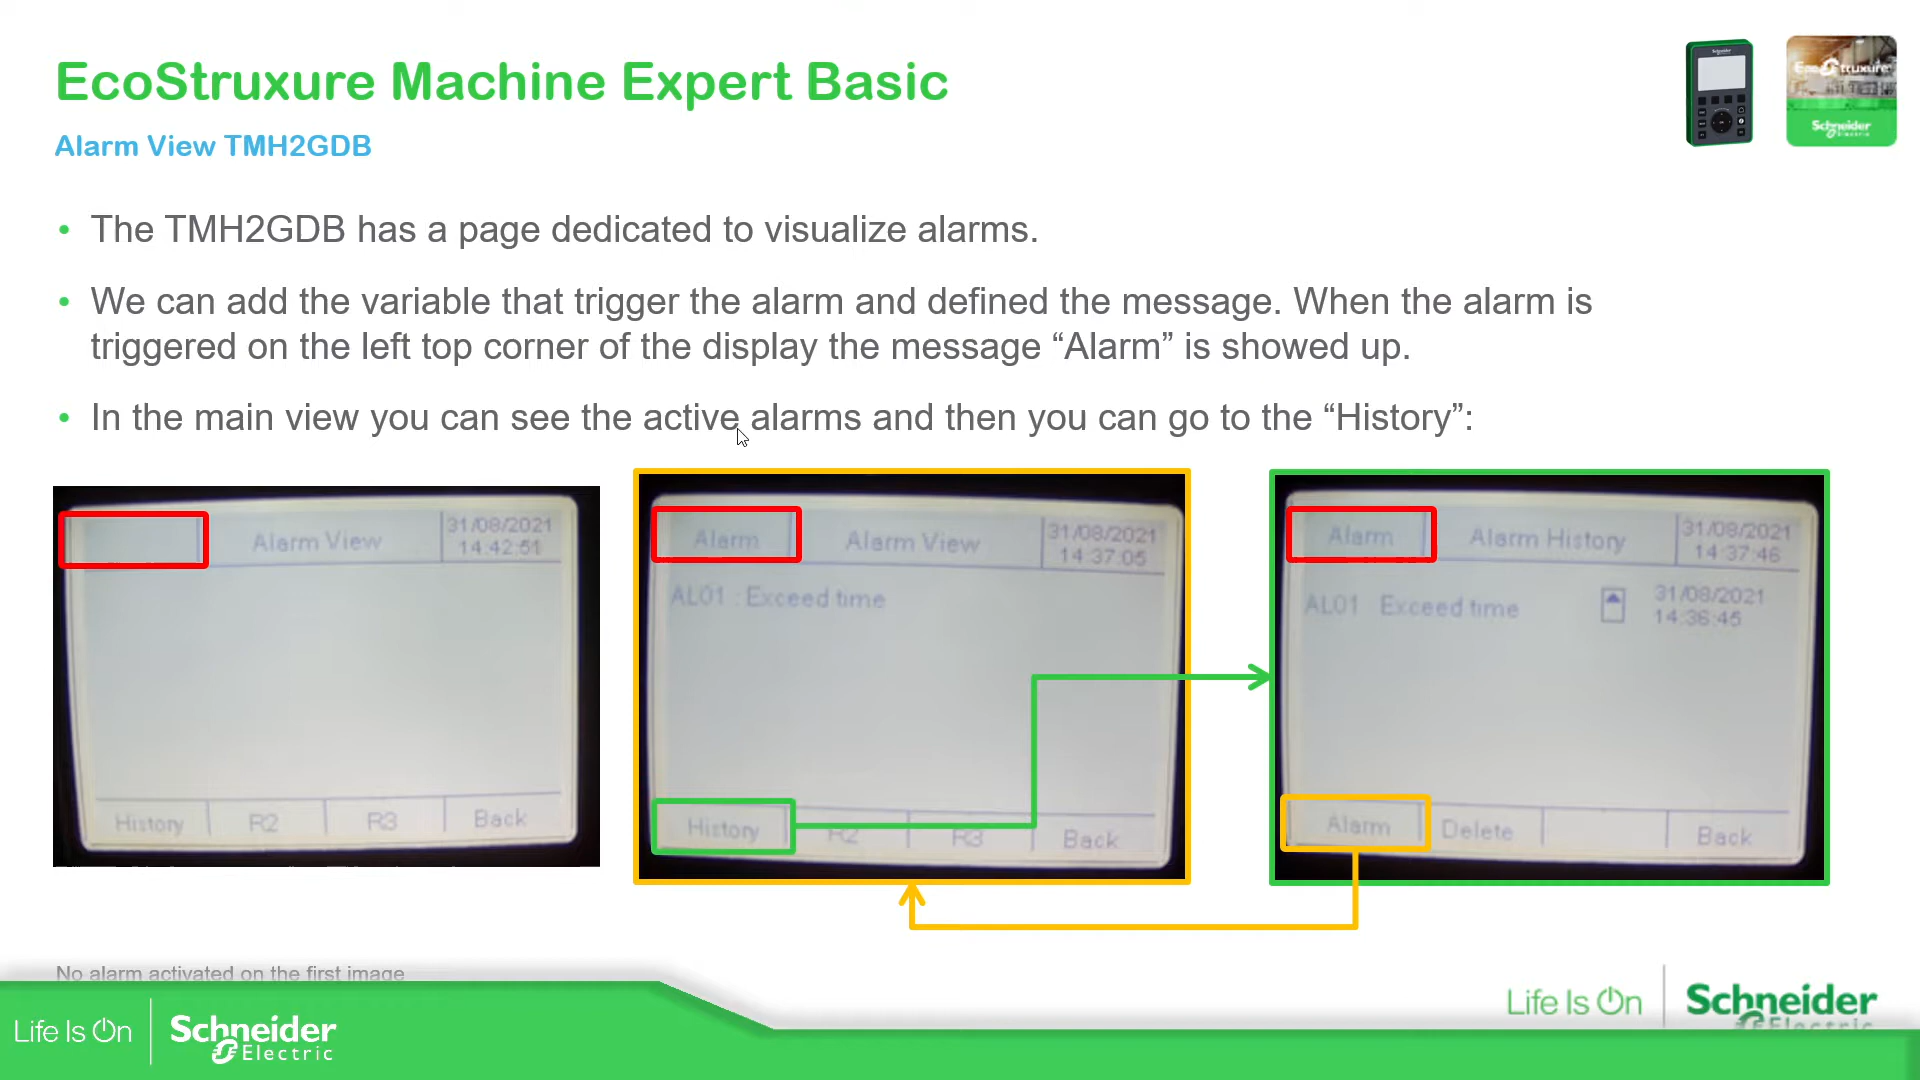 EcoStruxure Machine Expert Basic
Alarm View TMH2GDB
Schneider
Electric
• The TMH2GDB has a page dedicated to visualize alarms.
• We can add the variable that trigger the alarm and defined the message. When the alarm is
triggered on the left top corner of the display the message “Alarm” is showed up.
• In the main view you can see the active alarms and then you can go to the “History”:
Alarm View
31/08/2021
14:42:51
History R2 R3 Back
Alarm Alarm View
31/08/2021
14:37:05
AL01 : Exceed time
History R2 R3 Back
Alarm Alarm History
31/08/2021
14:37:46
AL01 Exceed time
31/08/2021
14:36:45
Alarm Delete Back
No alarm activated on the first image
Life Is On
Schneider
Electric
Life Is On
Schneider
Electric